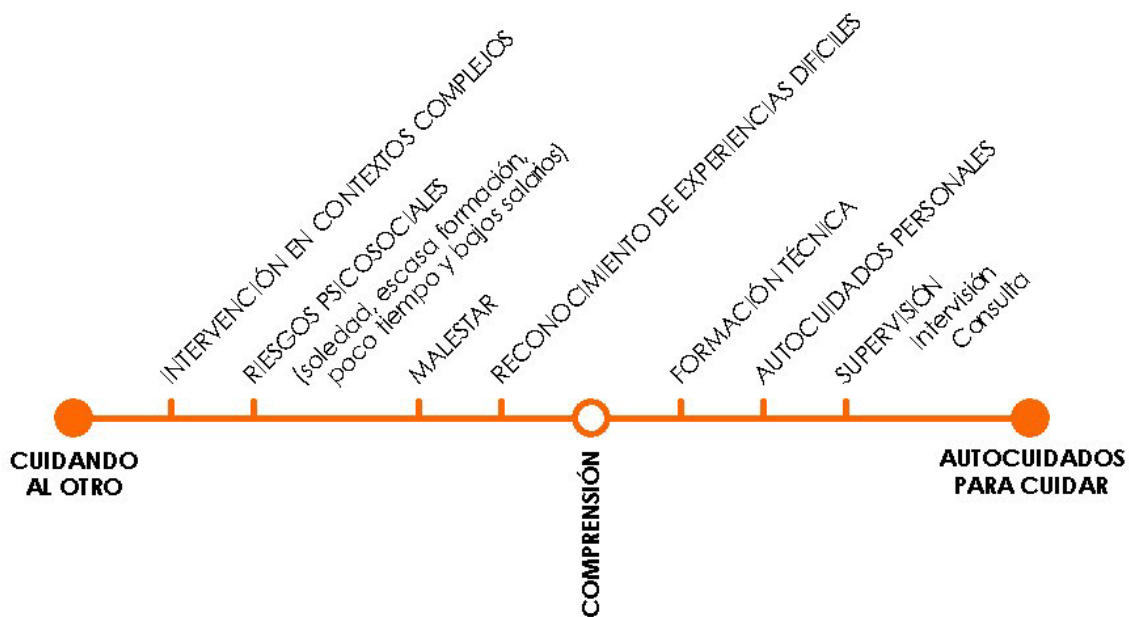 INTERVENCIÓN EN CONTEXTOS COMPLEJOS
RIESGOS PSICOSOCIALES
(soledad, escasa formación,
poco tiempo y bajos salarios)
MALESTAR
RECONOCIMIENTO DE EXPERIENCIAS DIFICILES
FORMACIÓN TÉCNICA
AUTOCUIDADOS PERSONALES
SUPERVISIÓN
Intervisión
Consulta
CUIDANDO
AL OTRO
COMPRENSIÓN
AUTOCUIDADOS
PARA CUIDAR